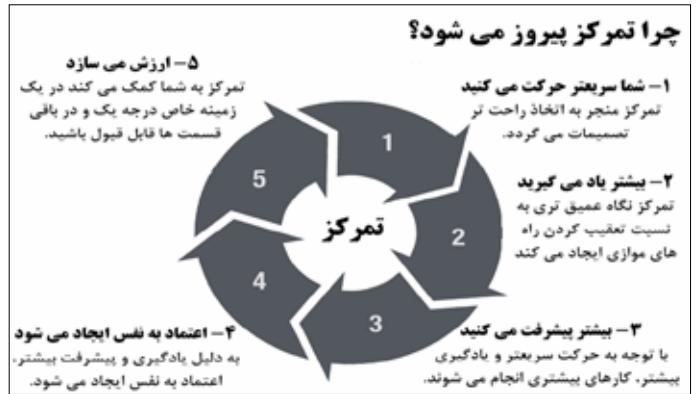 چرا تمرکز پیروز می شود؟
۱– شما سریعتر حرکت می کنید
تمرکز منجر به اتخاذ راحت تر
تصمیمات می گردد.
۲– بیشتر یاد می گیرید
تمرکز نگاه عمیق تری به
نسبت تعقیب کردن راه
های موازی ایجاد می کند
۳– بیشتر پیشرفت می کنید
با توجه به حرکت سریعتر و یادگیری
بیشتر، کارهای بیشتری انجام می شوند.
۴– اعتماد به نفس ایجاد می شود
به دلیل یادگیری و پیشرفت بیشتر،
اعتماد به نفس ایجاد می شود.
۵– ارزش می سازد
تمرکز به شما کمک می کند در یک
زمینه خاص درجه یک و در باقی
قسمت ها قابل قبول باشید.
تمرکز
1
2
3
4
5